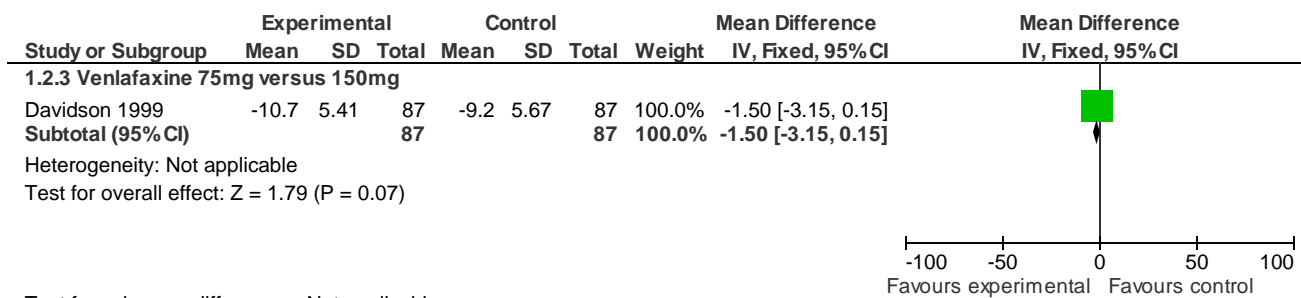 Experimental Control Mean Difference Mean Difference
Study or Subgroup Mean SD Total Mean SD Total Weight IV, Fixed, 95% CI IV, Fixed, 95% CI
1.2.3 Venlafaxine 75mg versus 150mg
Davidson 1999 -10.7 5.41 87 -9.2 5.67 87 100.0% -1.50 [-3.15, 0.15]
Subtotal (95% CI) 87 87 100.0% -1.50 [-3.15, 0.15]
Heterogeneity: Not applicable
Test for overall effect: Z = 1.79 (P = 0.07)
-100 -50 0 50 100
Favours experimental Favours control